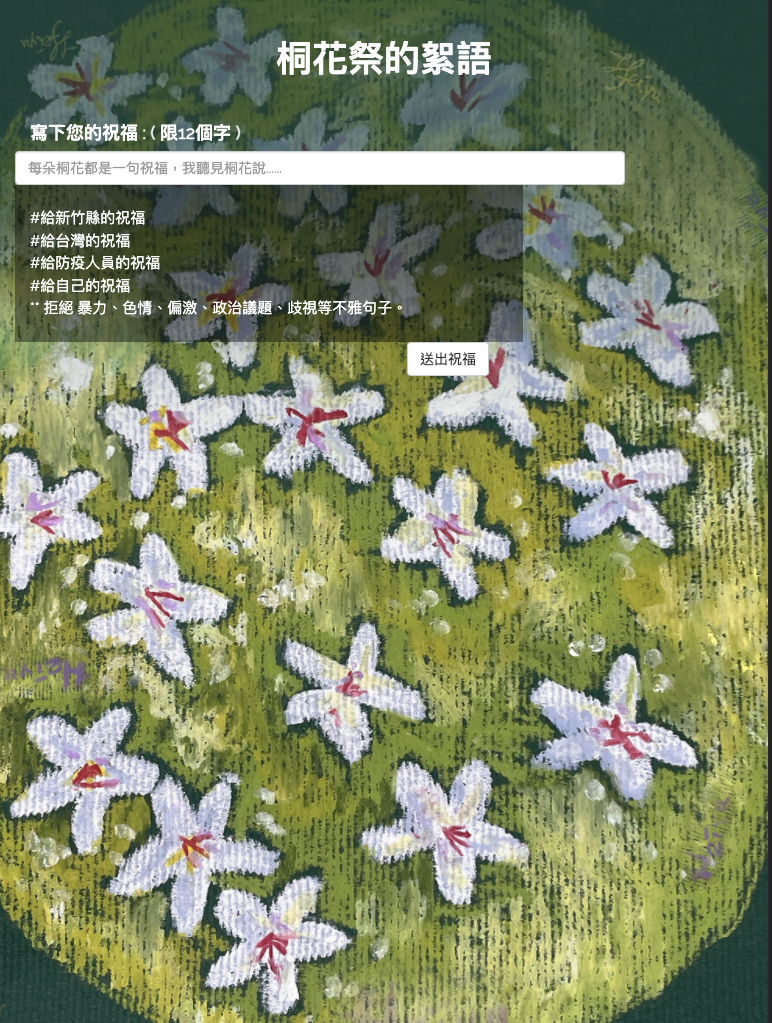 桐花祭的絮語
寫下您的祝福 : ( 限12個字 )
每朵桐花都是一句祝福，我聽見桐花說......
#給新竹縣的祝福
#給台灣的祝福
#給防疫人員的祝福
#給自己的祝福
** 拒絕 暴力、色情、偏激、政治議題、歧視等不雅句子。
送出祝福